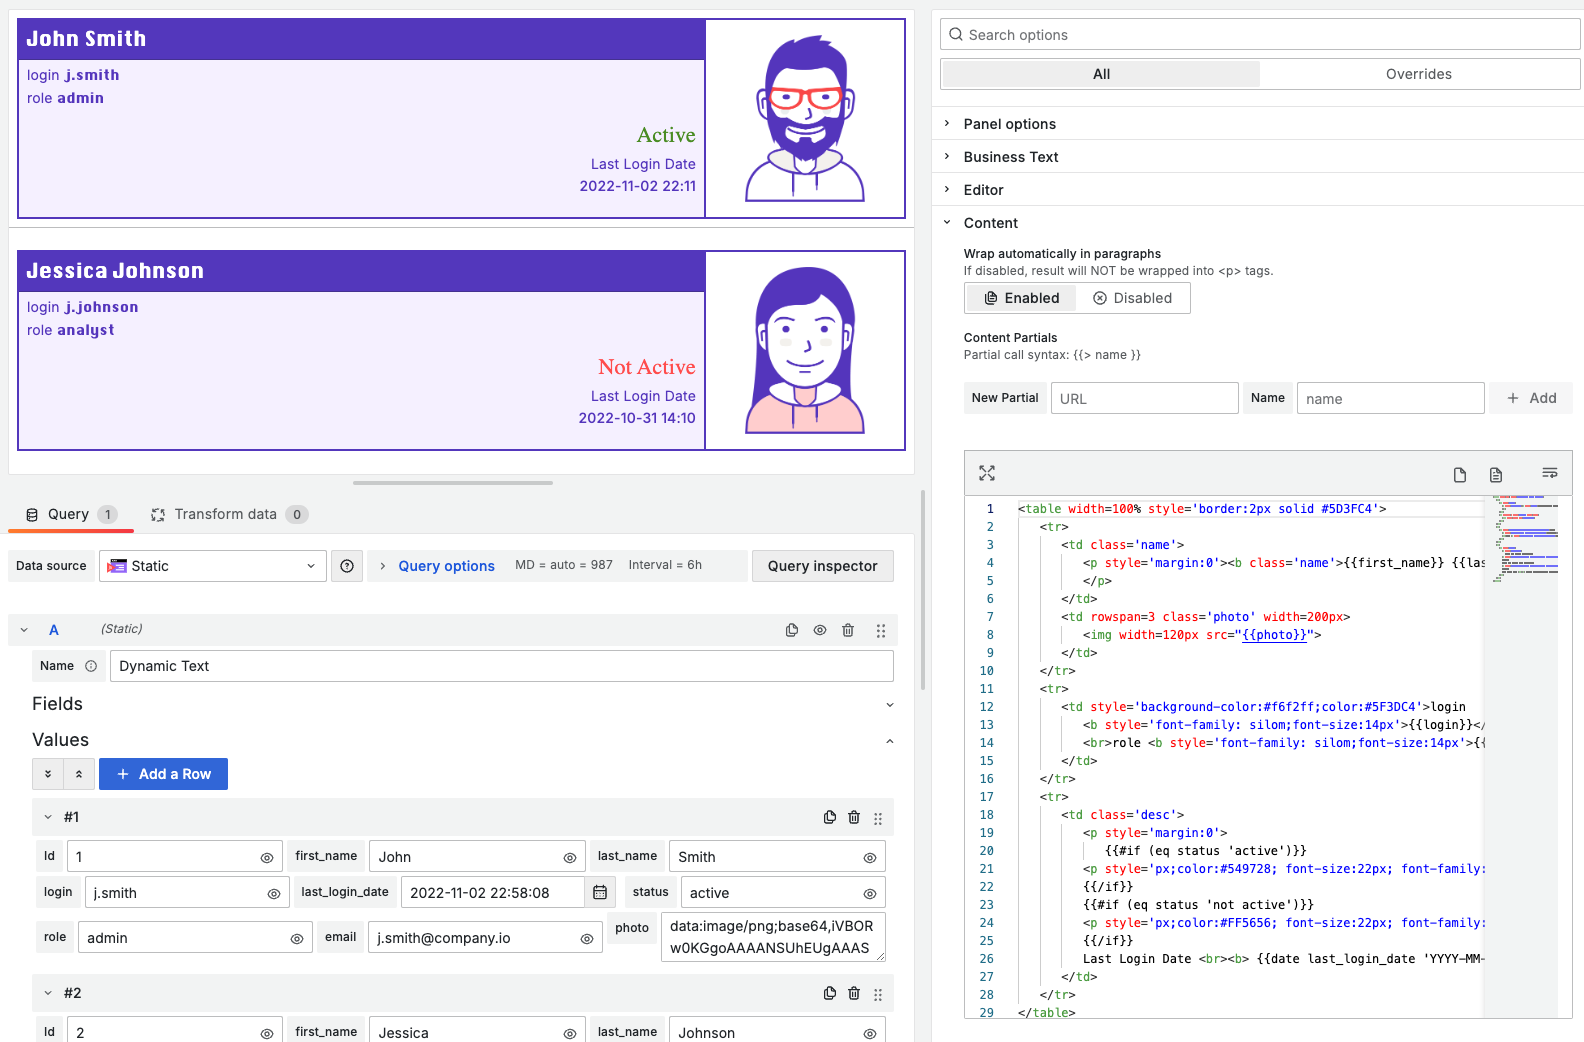 John Smith
login j.smith
role admin
Active
Last Login Date
2022-11-02 22:11
Jessica Johnson
login j.johnson
role analyst
Not Active
Last Login Date
2022-10-31 14:10
Query 1
Transform data 0
Data source
Static
Query options
MD = auto = 987
Interval = 6h
Query inspector
A (Static)
Name
Dynamic Text
Fields
Values
Add a Row
#1
Id 1
first_name John
last_name Smith
login j.smith
last_login_date 2022-11-02 22:58:08
status active
role admin
email j.smith@company.io
photo data:image/png;base64,iVBOR
w0KGgoAAAANSUhEUgAAAS
#2
Id 2
first_name Jessica
last_name Johnson
Search options
All
Overrides
Panel options
Business Text
Editor
Content
Wrap automatically in paragraphs
If disabled, result will NOT be wrapped into <p> tags.
Enabled
Disabled
Content Partials
Partial call syntax: {{> name }}
New Partial
URL
Name
name
Add
1 <table width=100% style='border:2px solid #5D3FC4'>
2 <tr>
3 <td class='name'>
4 <p style='margin:0'><b class='name'>{{first_name}} {{las
5 </p>
6 </td>
7 <td rowspan=3 class='photo' width=200px>
8 <img width=120px src="{{photo}}">
9 </td>
10 </tr>
11 <tr>
12 <td style='background-color:#f6f2ff;color:#5F3DC4'>login
13 <b style='font-family: silom;font-size:14px'>{{login}}</
14 <br>role <b style='font-family: silom;font-size:14px'>{{
15 </td>
16 </tr>
17 <tr>
18 <td class='desc'>
19 <p style='margin:0'>
20 {{#if (eq status 'active')}}
21 <p style='px;color:#549728; font-size:22px; font-family:
22 {{/if}}
23 {{#if (eq status 'not active')}}
24 <p style='px;color:#FF5656; font-size:22px; font-family:
25 {{/if}}
26 Last Login Date <br><b> {{date last_login_date 'YYYY-MM-
27 </td>
28 </tr>
29 </table>